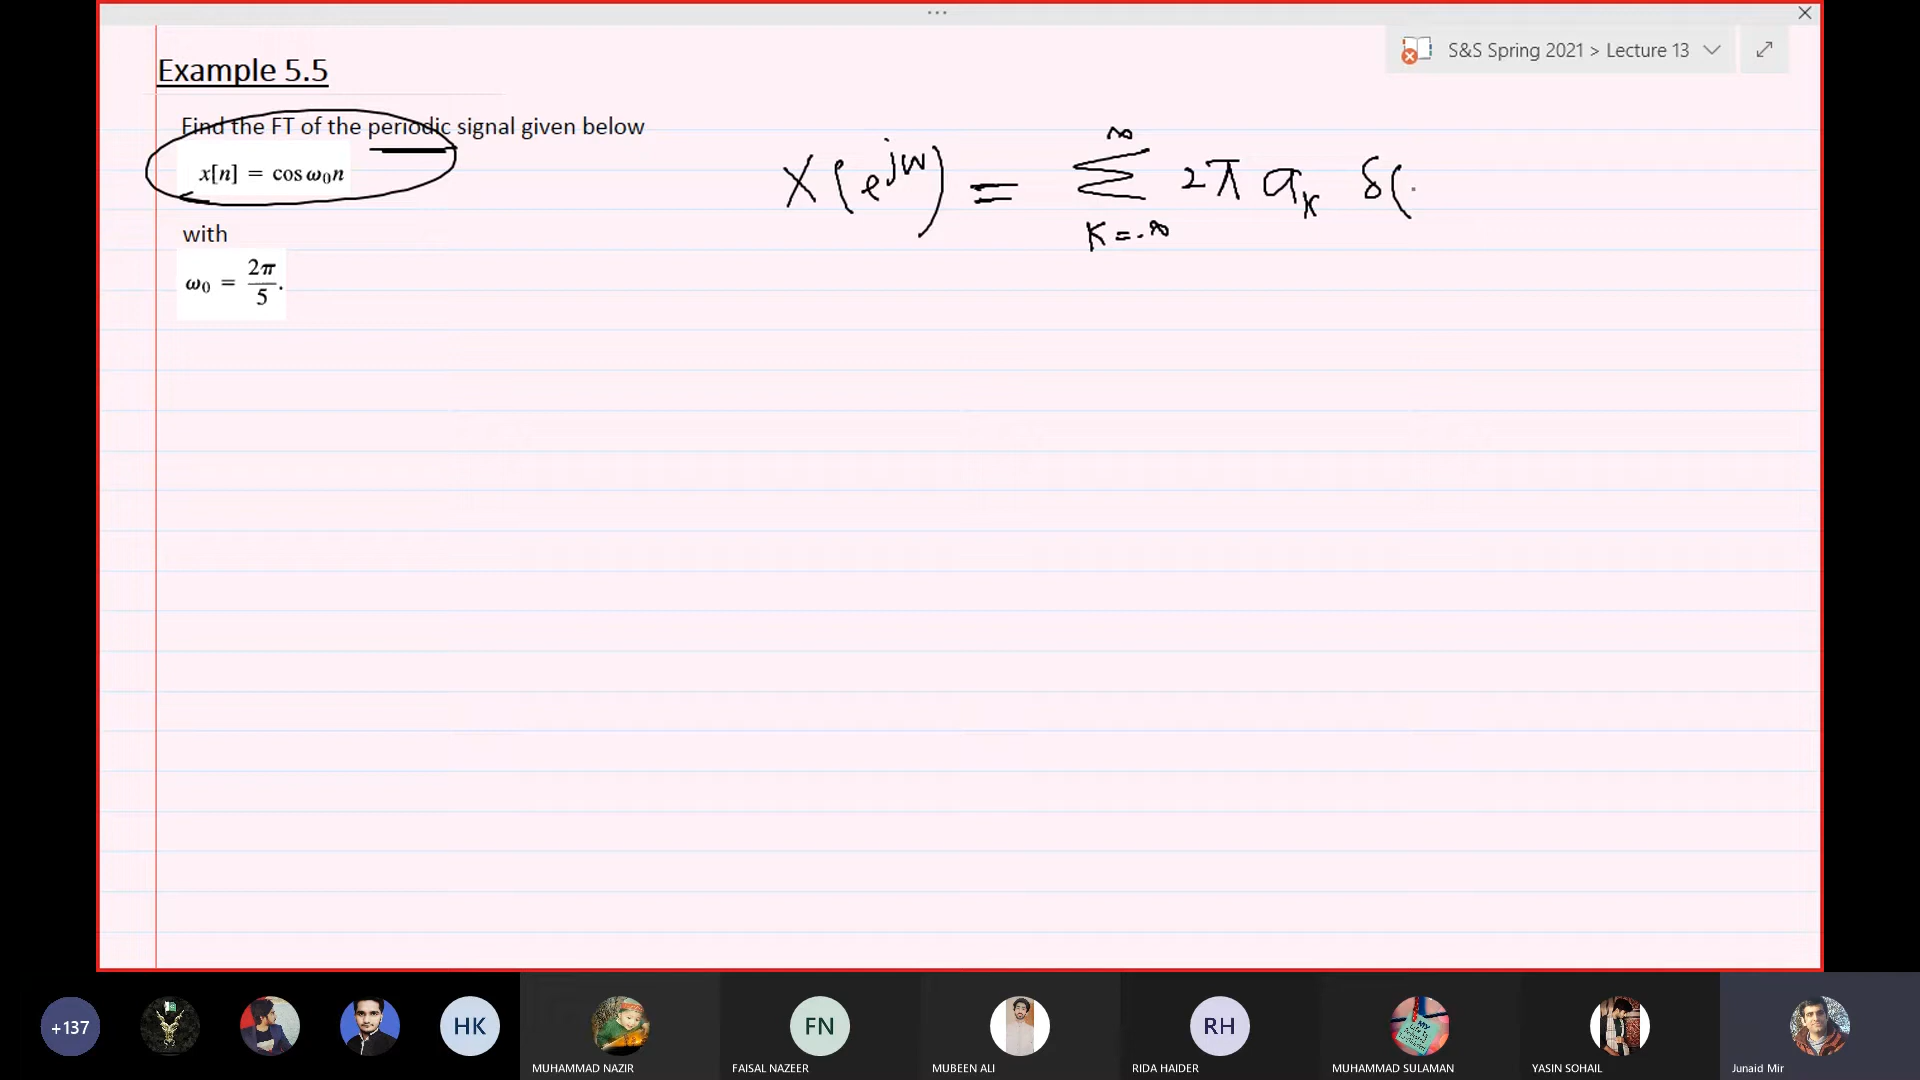 ...
S&S Spring 2021 > Lecture 13
Example 5.5
Find the FT of the periodic signal given below
x[n] = cos ω₀n
with
ω₀ = 2π/5.
X(e^{jω}) = ∑_{K=-∞}^{∞} 2π a_K δ(
+137
HK
FN
RH
MY
MUHAMMAD NAZIR
FAISAL NAZEER
MUBEEN ALI
RIDA HAIDER
MUHAMMAD SULAMAN
YASIN SOHAIL
Junaid Mir